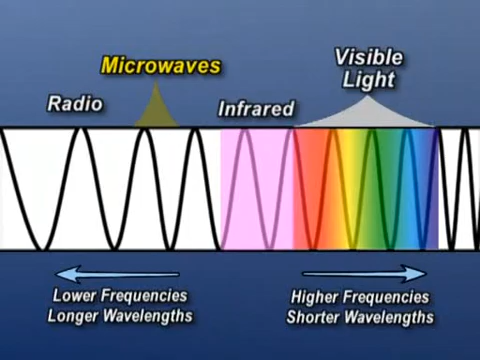 Visible
Light
Microwaves
Radio
Infrared
Lower Frequencies
Longer Wavelengths
Higher Frequencies
Shorter Wavelengths